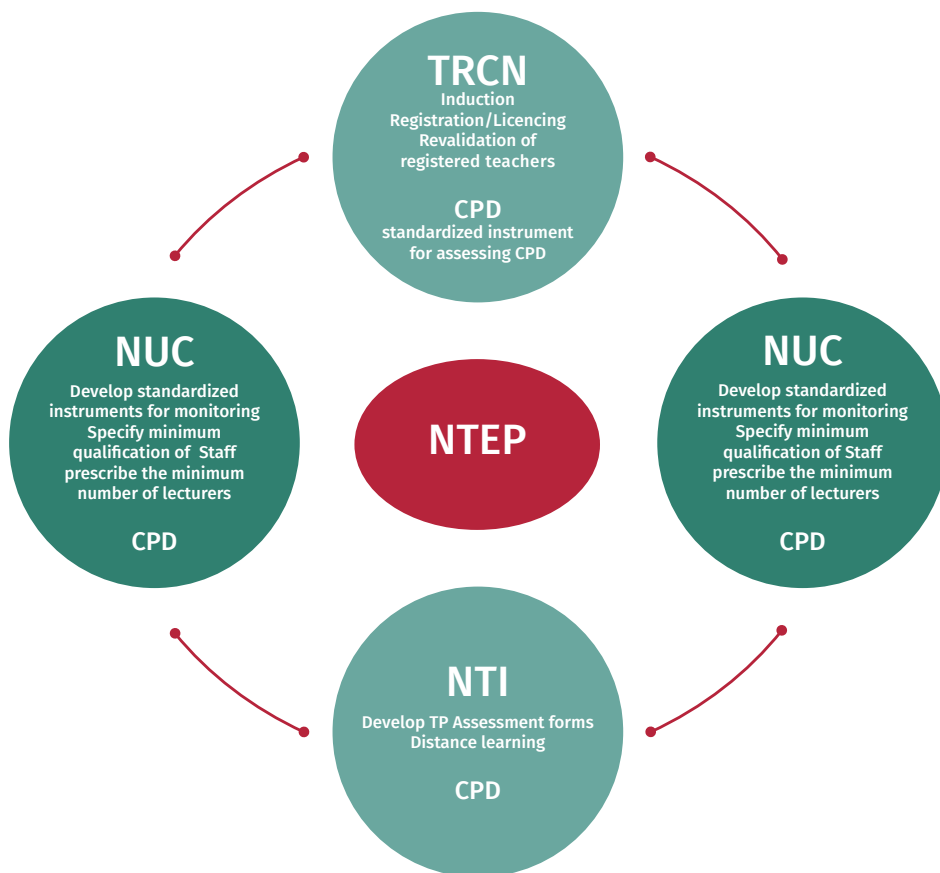 TRCN
Induction
Registration/Licencing
Revalidation of
registered teachers
CPD
standardized instrument
for assessing CPD
NUC
Develop standardized
instruments for monitoring
Specify minimum
qualification of Staff
prescribe the minimum
number of lecturers
CPD
NTEP
NUC
Develop standardized
instruments for monitoring
Specify minimum
qualification of Staff
prescribe the minimum
number of lecturers
CPD
NTI
Develop TP Assessment forms
Distance learning
CPD